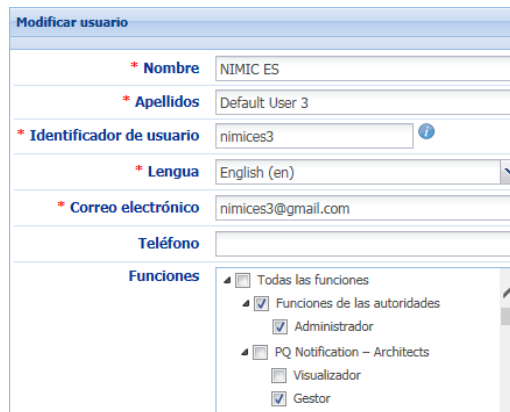 Modificar usuario
* Nombre NIMIC ES
* Apellidos Default User 3
* Identificador de usuario nimices3
* Lengua English (en)
* Correo electrónico nimices3@gmail.com
Teléfono
Funciones Todas las funciones
Funciones de las autoridades
Administrador
PQ Notification – Architects
Visualizador
Gestor